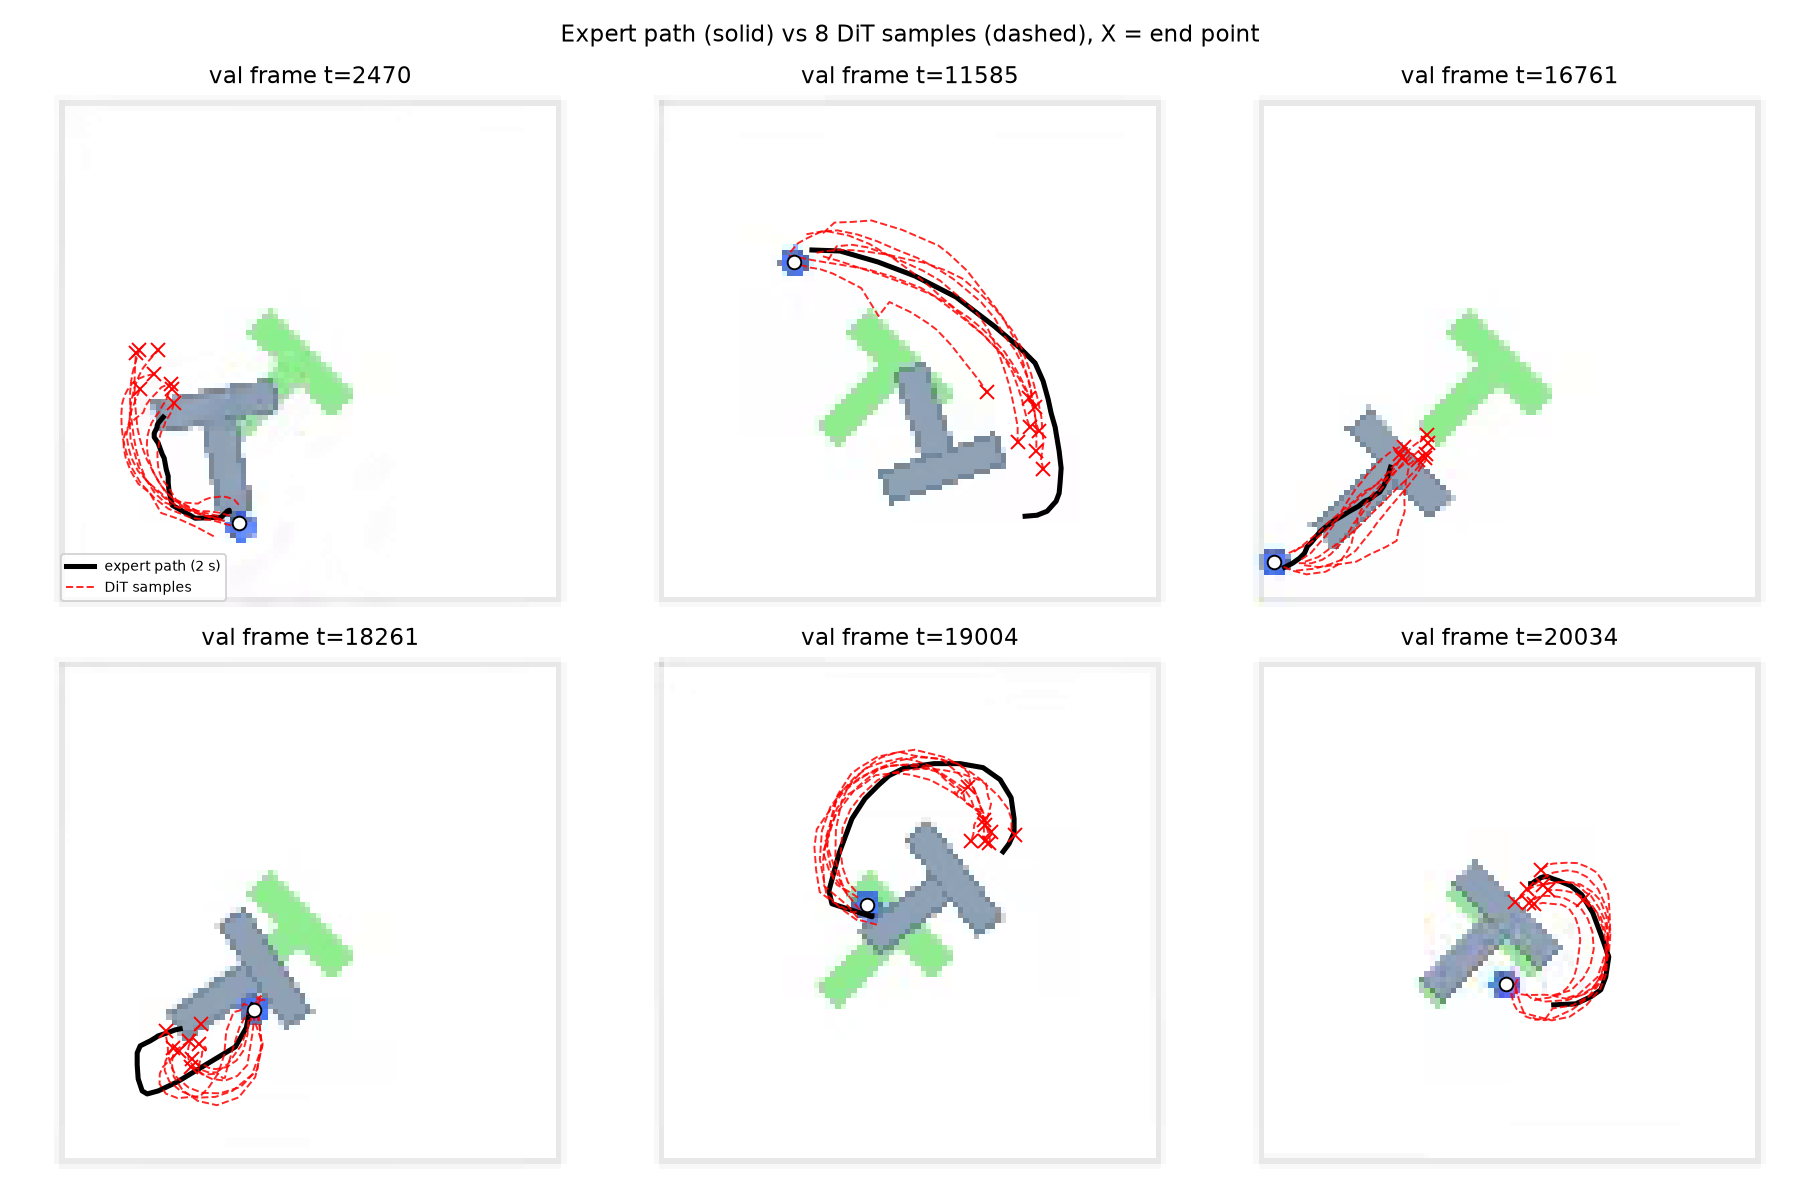 Expert path (solid) vs 8 DiT samples (dashed), X = end point
val frame t=2470
val frame t=11585
val frame t=16761
expert path (2 s)
DiT samples
val frame t=18261
val frame t=19004
val frame t=20034